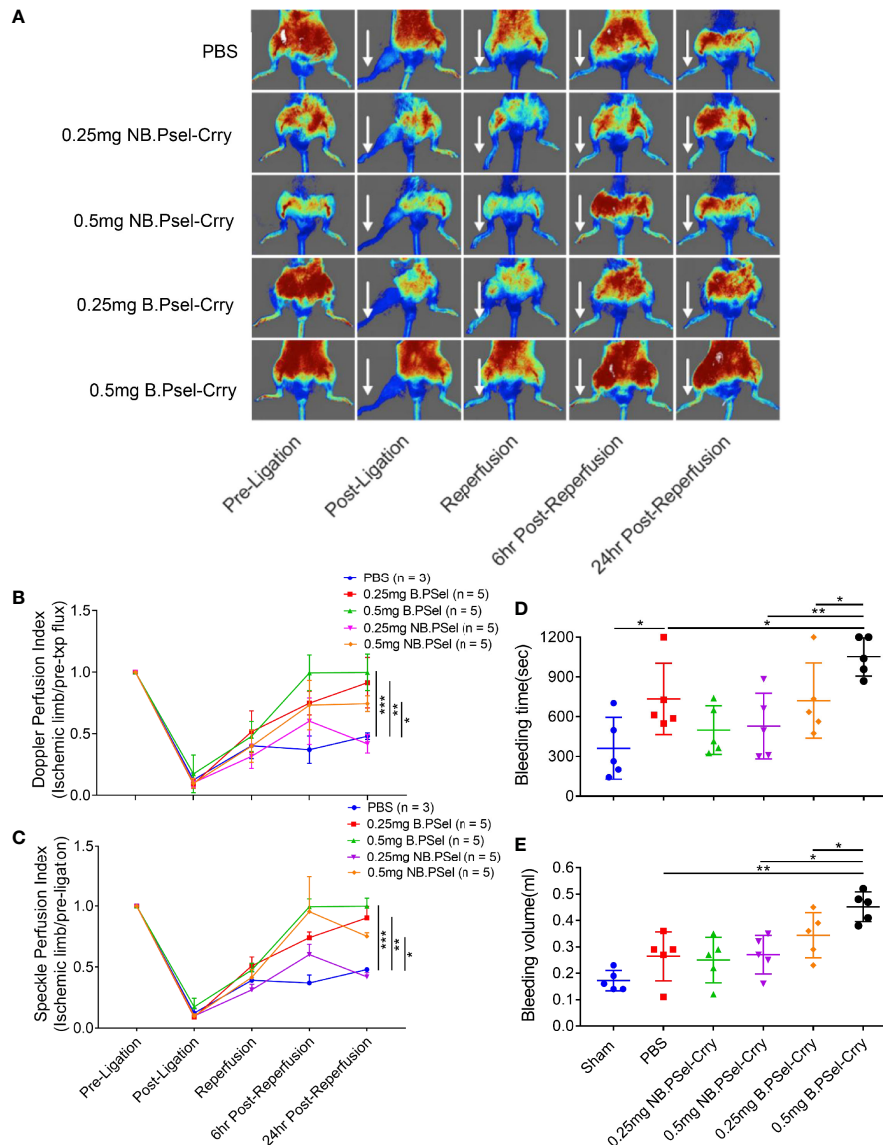 A
PBS
0.25mg NB.Psel-Crry
0.5mg NB.Psel-Crry
0.25mg B.Psel-Crry
0.5mg B.Psel-Crry
Pre-Ligation
Post-Ligation
Reperfusion
6hr Post-Reperfusion
24hr Post-Reperfusion
B
Doppler Perfusion Index
(Ischemic limb/pre-txp flux)
1.5
1.0
0.5
0.0
PBS (n = 3)
0.25mg B.PSel (n = 5)
0.5mg B.PSel (n = 5)
0.25mg NB.PSel (n = 5)
0.5mg NB.PSel (n = 5)
***
**
*
C
Speckle Perfusion Index
(Ischemic limb/pre-ligation)
1.5
1.0
0.5
0.0
PBS (n = 3)
0.25mg B.PSel (n = 5)
0.5mg B.PSel (n = 5)
0.25mg NB.PSel (n = 5)
0.5mg NB.PSel (n = 5)
***
**
*
Pre-Ligation
Post-Ligation
Reperfusion
6hr Post-Reperfusion
24hr Post-Reperfusion
D
Bleeding time(sec)
1200
900
600
300
0
*
**
*
*
E
Bleeding volume(ml)
0.6
0.5
0.4
0.3
0.2
0.1
0.0
*
*
**
Sham
PBS
0.25mg NB.PSel-Crry
0.5mg NB.PSel-Crry
0.25mg B.PSel-Crry
0.5mg B.PSel-Crry